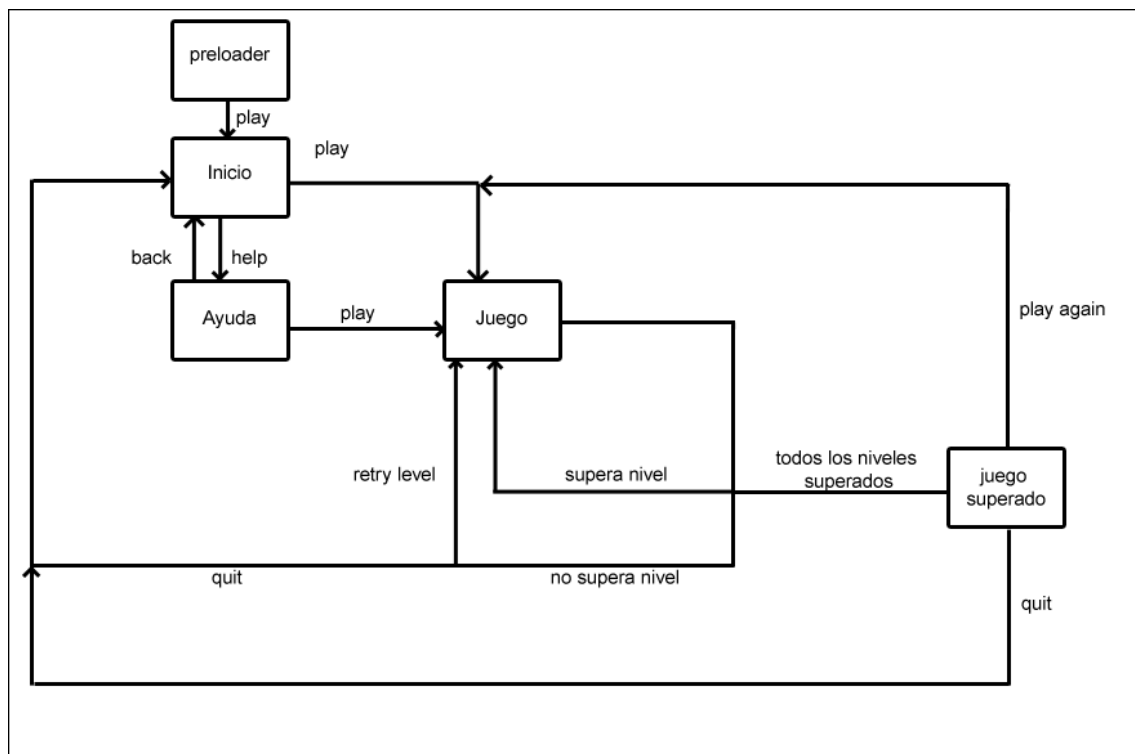 preloader
play
Inicio
play
back
help
Ayuda
play
Juego
play again
retry level
supera nivel
todos los niveles
superados
juego
superado
quit
no supera nivel
quit